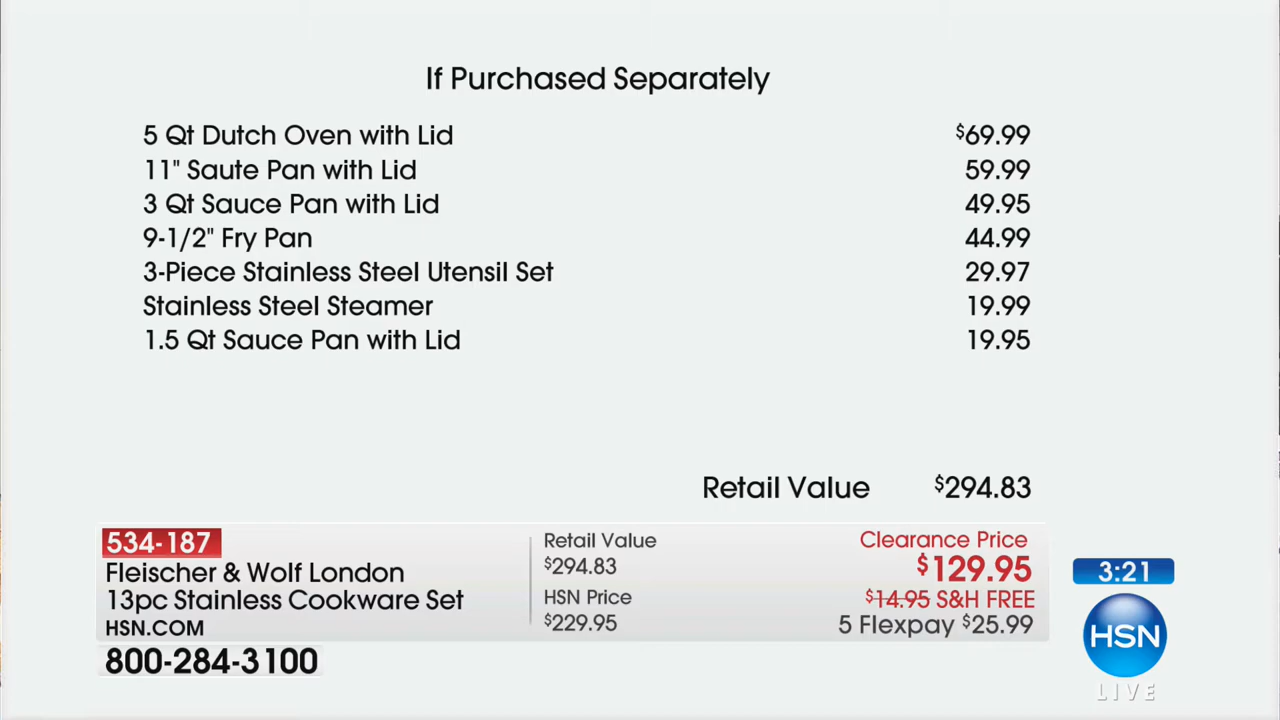 If Purchased Separately
5 Qt Dutch Oven with Lid $69.99
11" Saute Pan with Lid 59.99
3 Qt Sauce Pan with Lid 49.95
9-1/2" Fry Pan 44.99
3-Piece Stainless Steel Utensil Set 29.97
Stainless Steel Steamer 19.99
1.5 Qt Sauce Pan with Lid 19.95
Retail Value $294.83
534-187
Fleischer & Wolf London
13pc Stainless Cookware Set
HSN.COM
800-284-3100
Retail Value
$294.83
HSN Price
$229.95
Clearance Price
$129.95
$14.95 S&H FREE
5 Flexpay $25.99
3:21
HSN
LIVE